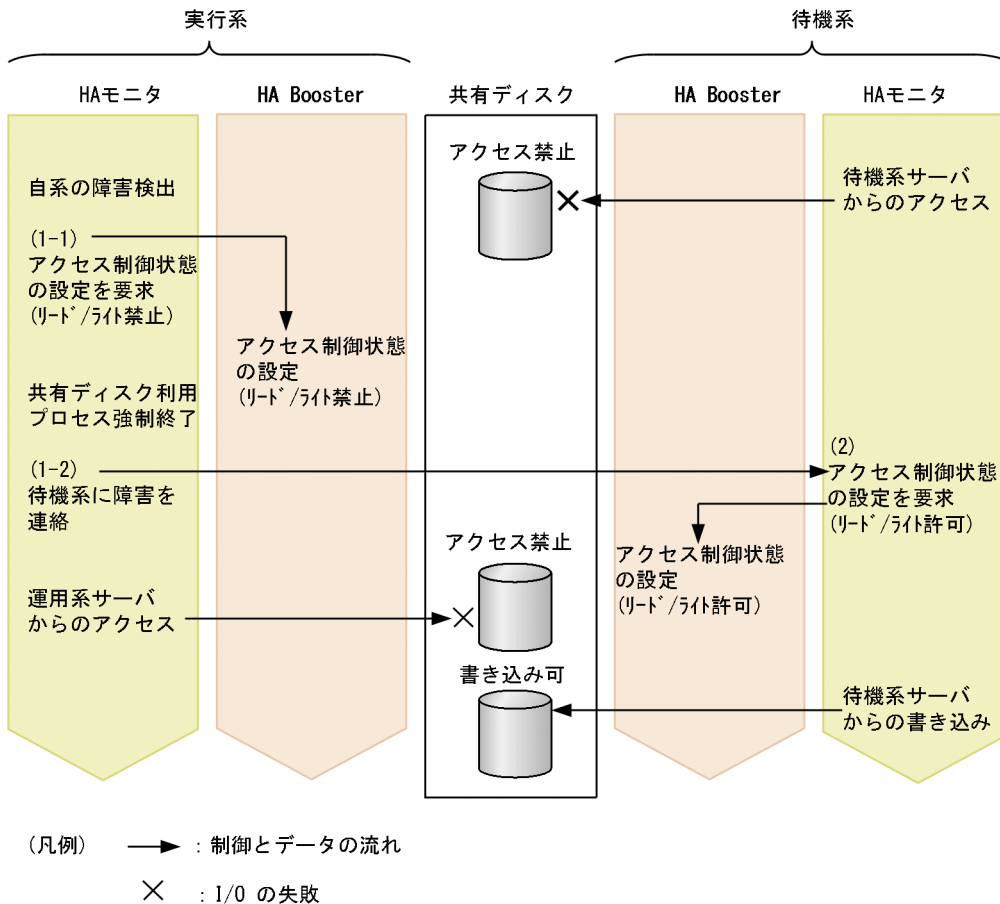 実行系
待機系
HAモニタ
HA Booster
共有ディスク
HA Booster
HAモニタ
アクセス禁止
自系の障害検出
待機系サーバ
からのアクセス
(1-1)
アクセス制御状態
の設定を要求
(ﾘｰﾄﾞ/ﾗｲﾄ禁止)
アクセス制御状態
の設定
(ﾘｰﾄﾞ/ﾗｲﾄ禁止)
共有ディスク利用
プロセス強制終了
(1-2)
待機系に障害を
連絡
(2)
アクセス制御状態
の設定を要求
(ﾘｰﾄﾞ/ﾗｲﾄ許可)
アクセス制御状態
の設定
(ﾘｰﾄﾞ/ﾗｲﾄ許可)
アクセス禁止
運用系サーバ
からのアクセス
書き込み可
待機系サーバ
からの書き込み
(凡例)
：制御とデータの流れ
：I/O の失敗